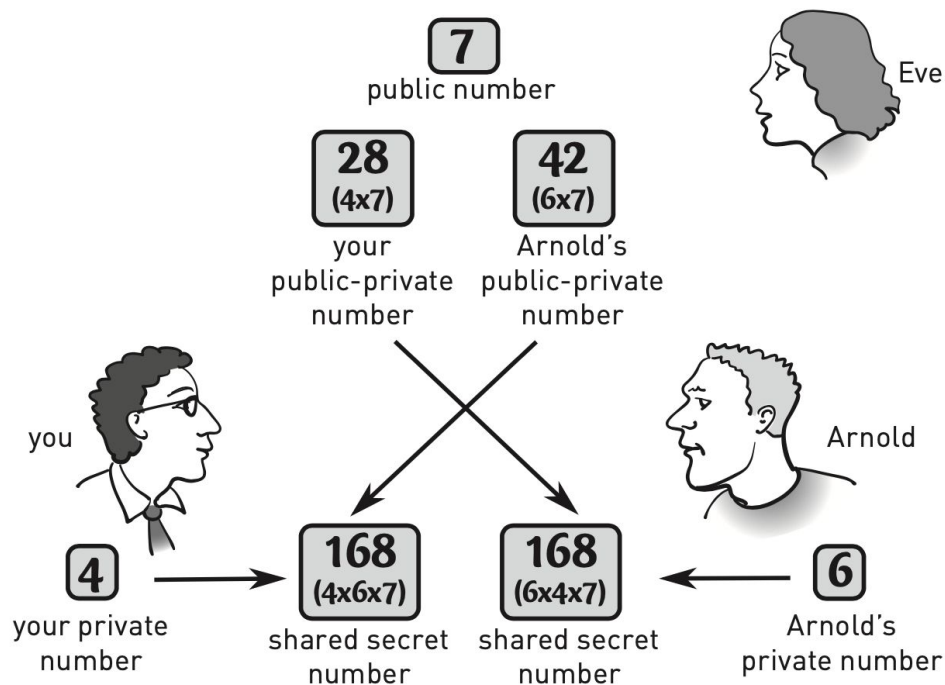 7
public number
Eve
28
(4x7)
your
public-private
number
42
(6x7)
Arnold's
public-private
number
you
Arnold
4
your private
number
168
(4x6x7)
shared secret
number
168
(6x4x7)
shared secret
number
6
Arnold's
private number